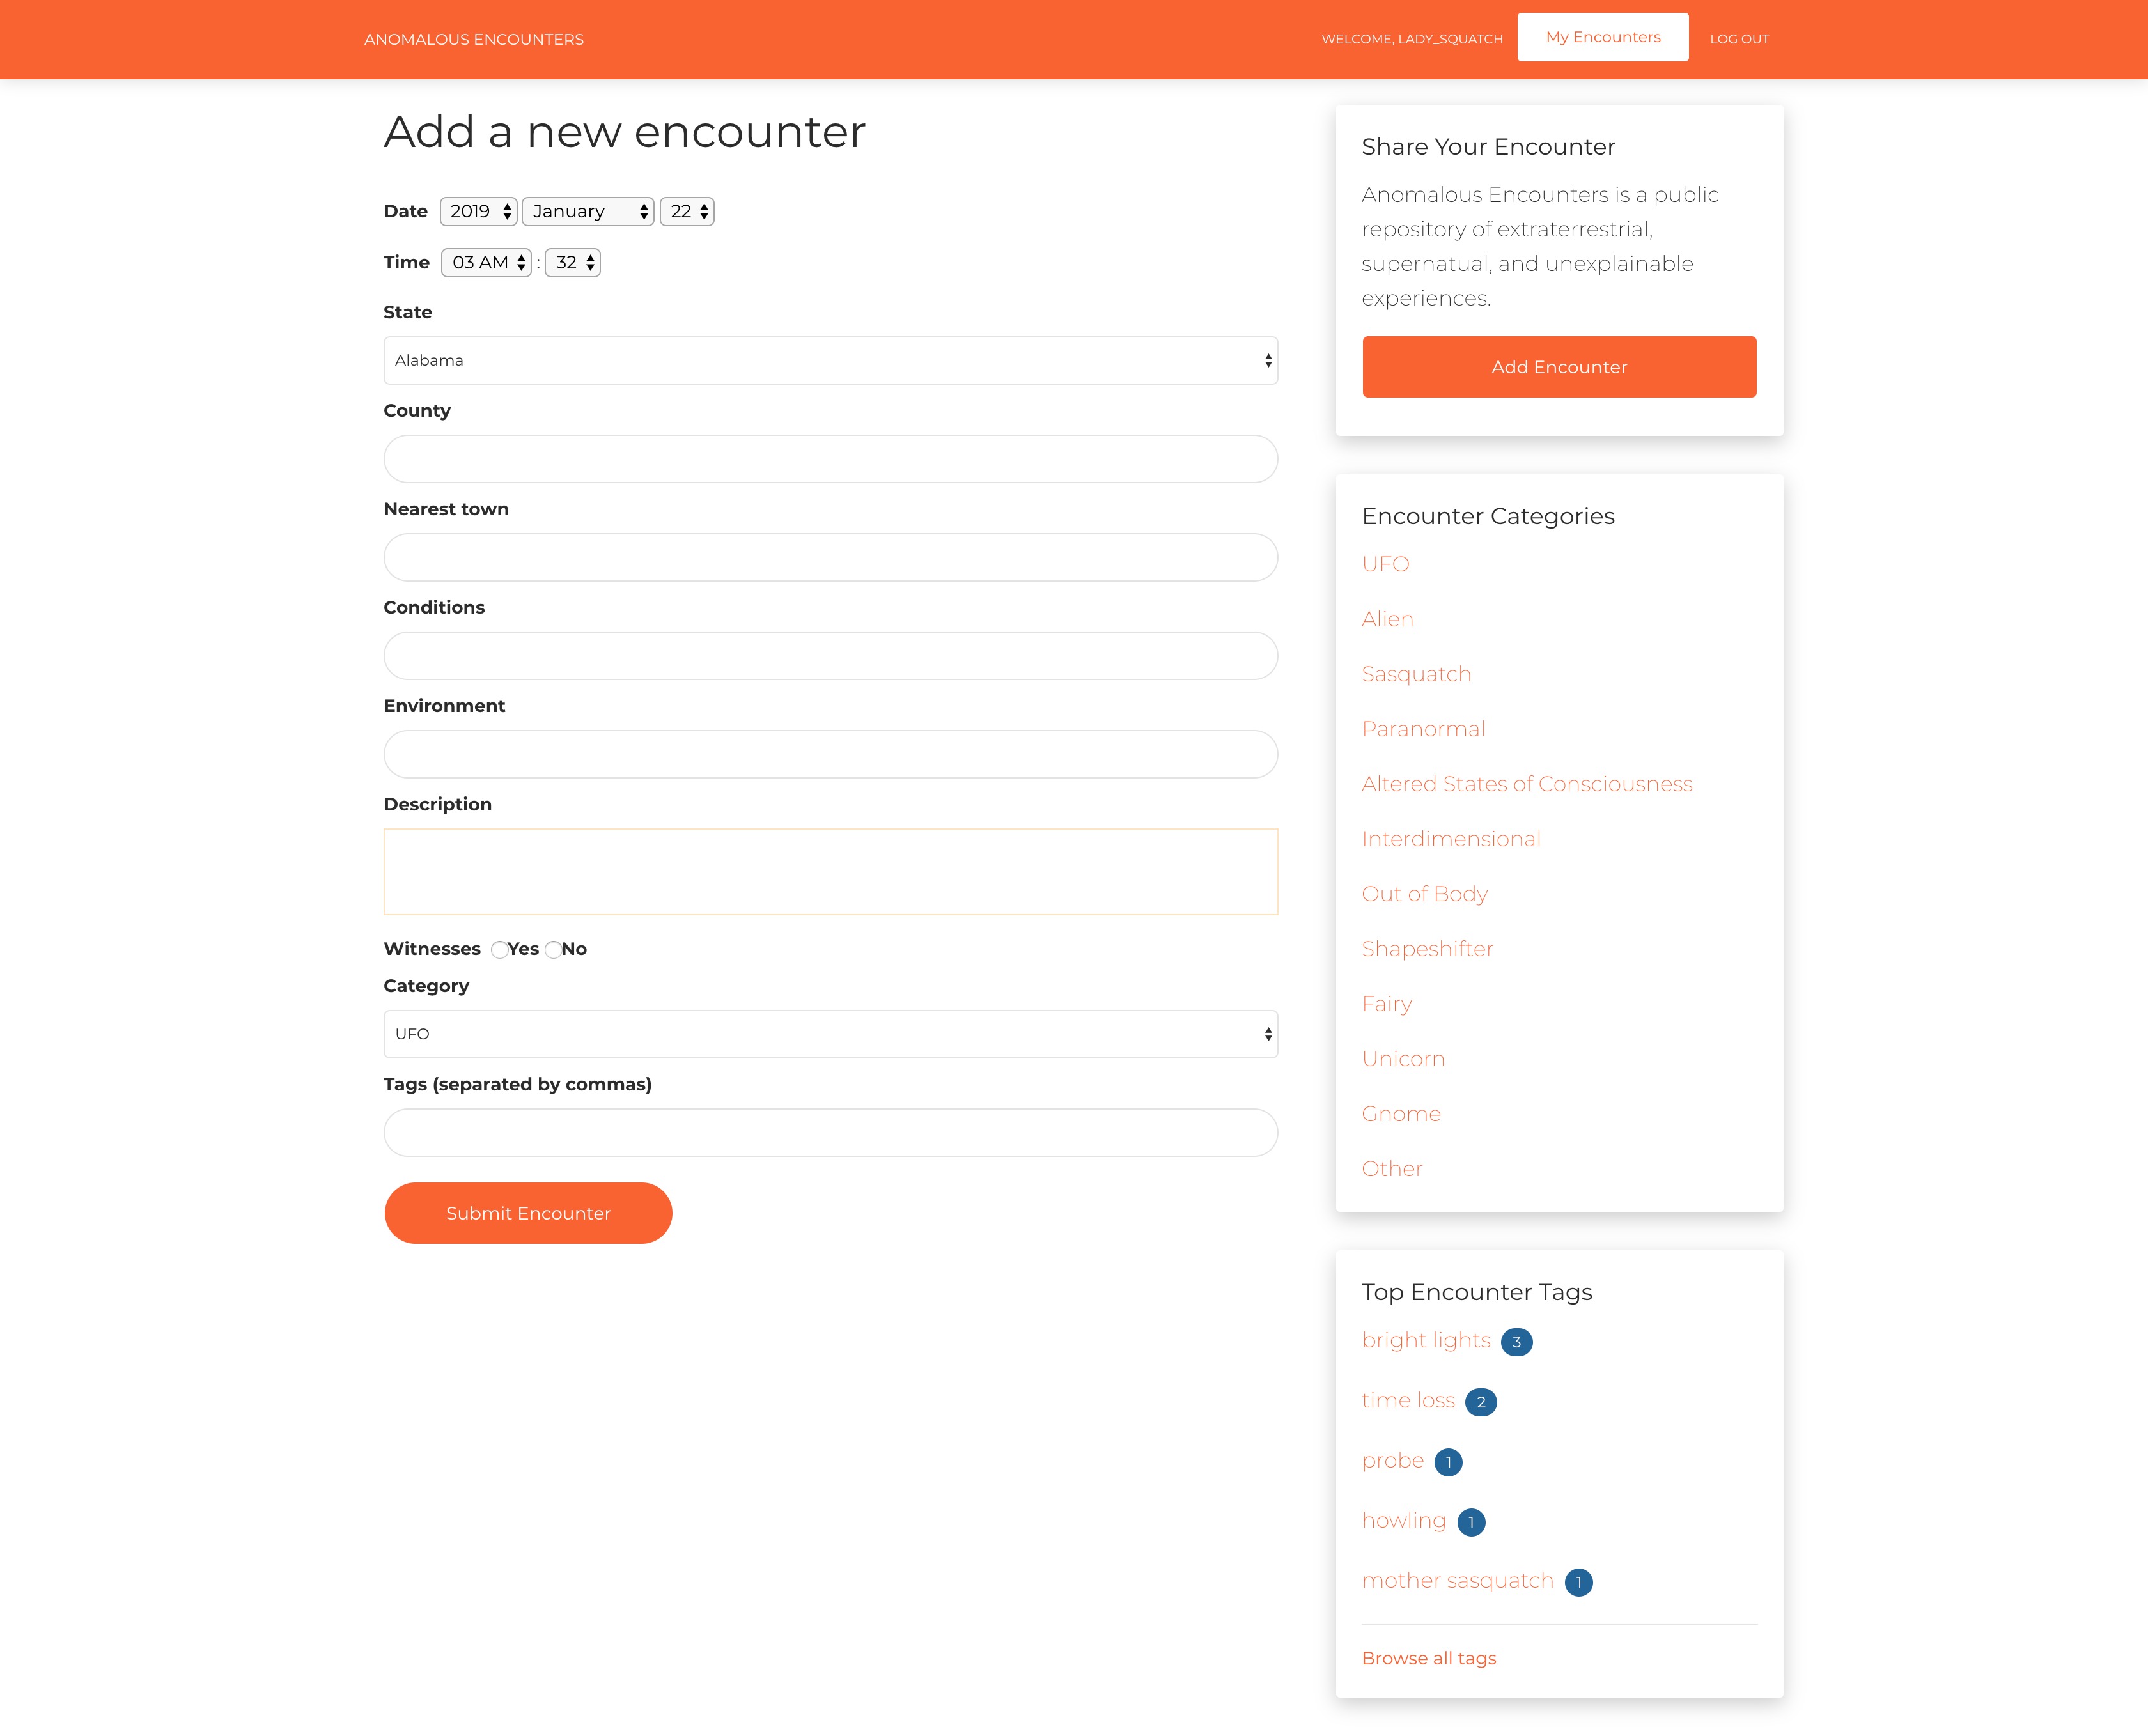 ANOMALOUS ENCOUNTERS
WELCOME, LADY_SQUATCH
My Encounters
LOG OUT
Add a new encounter
Date 2019 January 22
Time 03 AM : 32
State
Alabama
County
Nearest town
Conditions
Environment
Description
Witnesses Yes No
Category
UFO
Tags (separated by commas)
Submit Encounter
Share Your Encounter
Anomalous Encounters is a public
repository of extraterrestrial,
supernatual, and unexplainable
experiences.
Add Encounter
Encounter Categories
UFO
Alien
Sasquatch
Paranormal
Altered States of Consciousness
Interdimensional
Out of Body
Shapeshifter
Fairy
Unicorn
Gnome
Other
Top Encounter Tags
bright lights 3
time loss 2
probe 1
howling 1
mother sasquatch 1
Browse all tags